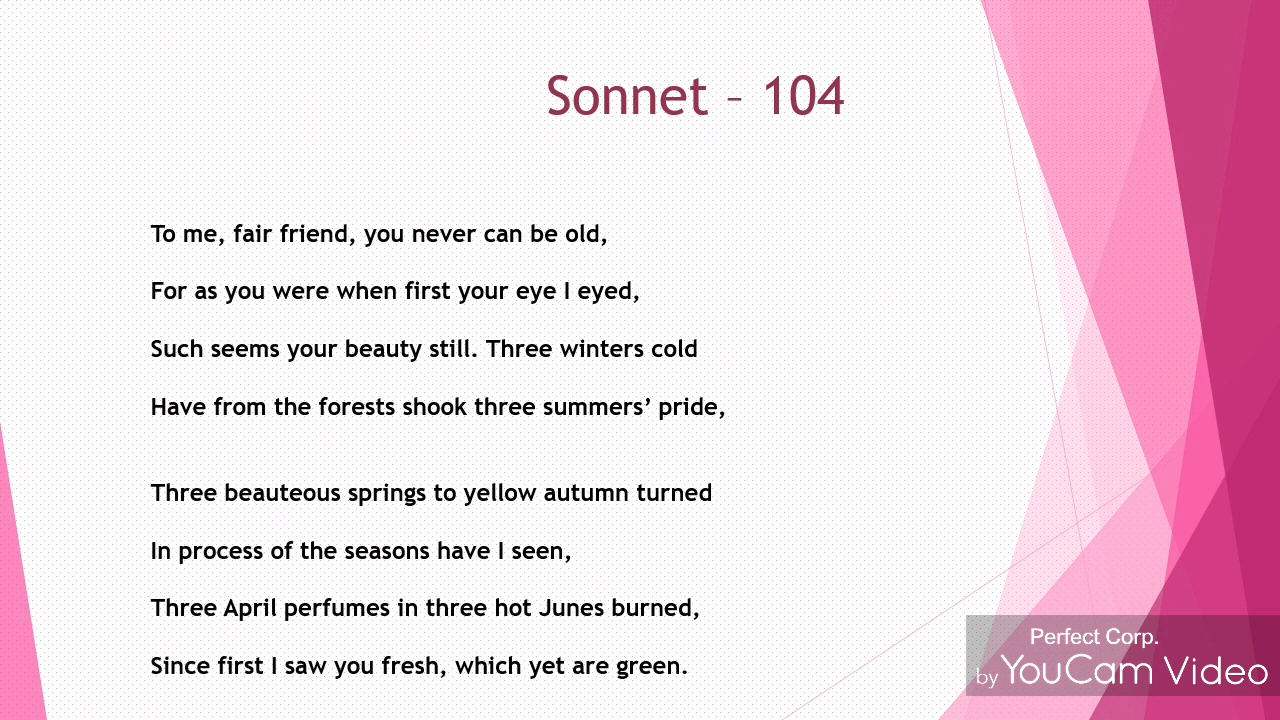 Sonnet – 104
To me, fair friend, you never can be old,
For as you were when first your eye I eyed,
Such seems your beauty still. Three winters cold
Have from the forests shook three summers’ pride,
Three beauteous springs to yellow autumn turned
In process of the seasons have I seen,
Three April perfumes in three hot Junes burned,
Since first I saw you fresh, which yet are green.
Perfect Corp.
by YouCam Video